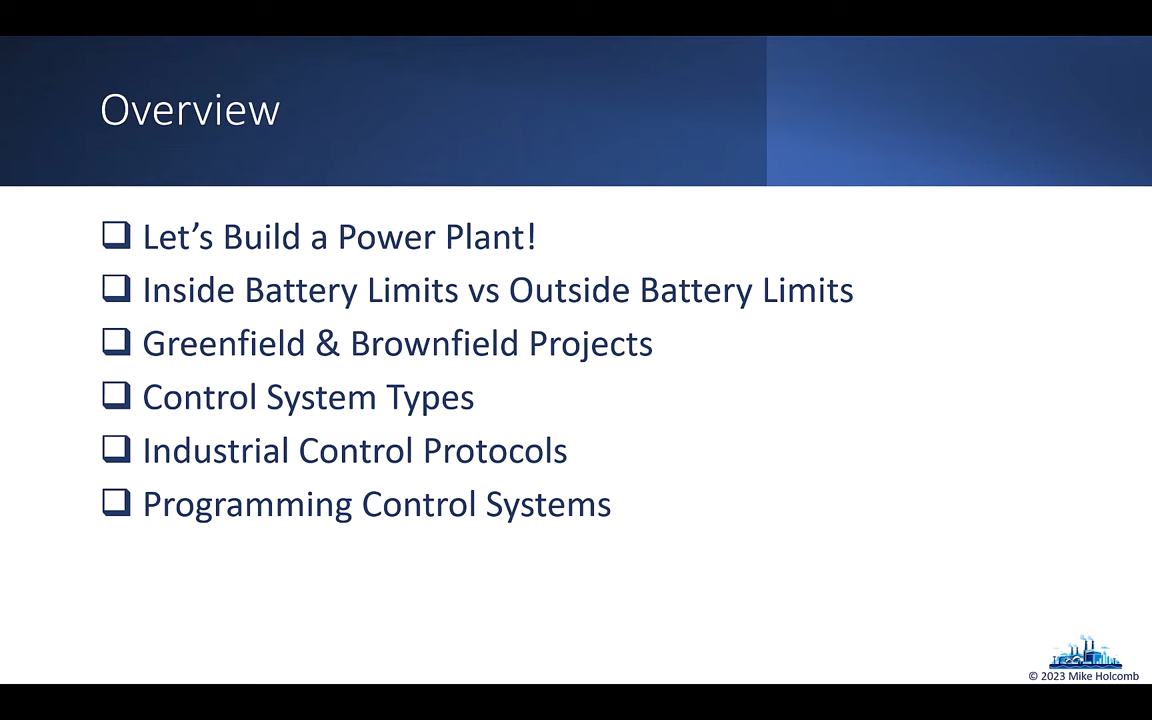 Overview
Let's Build a Power Plant!
Inside Battery Limits vs Outside Battery Limits
Greenfield & Brownfield Projects
Control System Types
Industrial Control Protocols
Programming Control Systems
© 2023 Mike Holcomb